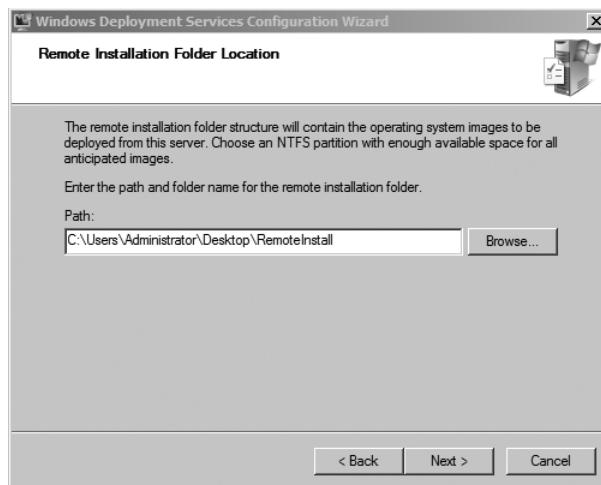 Windows Deployment Services Configuration Wizard
Remote Installation Folder Location
The remote installation folder structure will contain the operating system images to be
deployed from this server. Choose an NTFS partition with enough available space for all
anticipated images.
Enter the path and folder name for the remote installation folder.
Path:
C:\Users\Administrator\Desktop\RemoteInstall
Browse...
< Back
Next >
Cancel